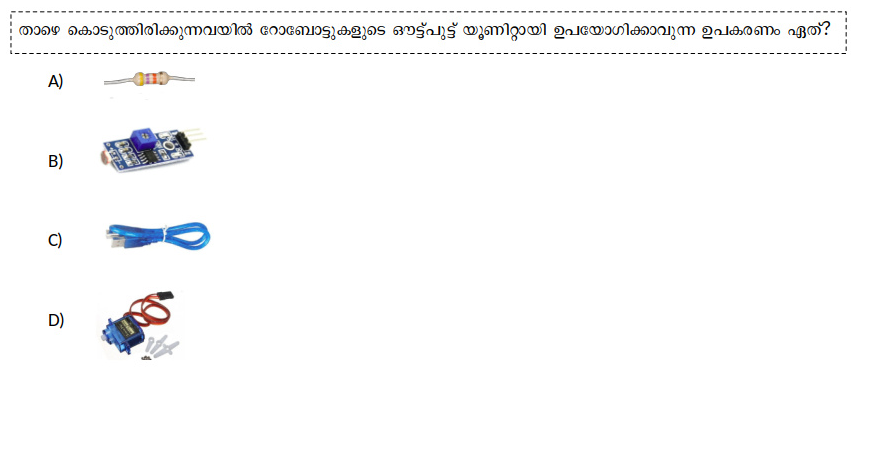 താഴെ കൊടുത്തിരിക്കുന്നവയിൽ റോബോട്ടുകളുടെ ഔട്ട്പുട്ട് യൂണിറ്റായി ഉപയോഗിക്കാവുന്ന ഉപകരണം ഏത്?
A)
B)
C)
D)